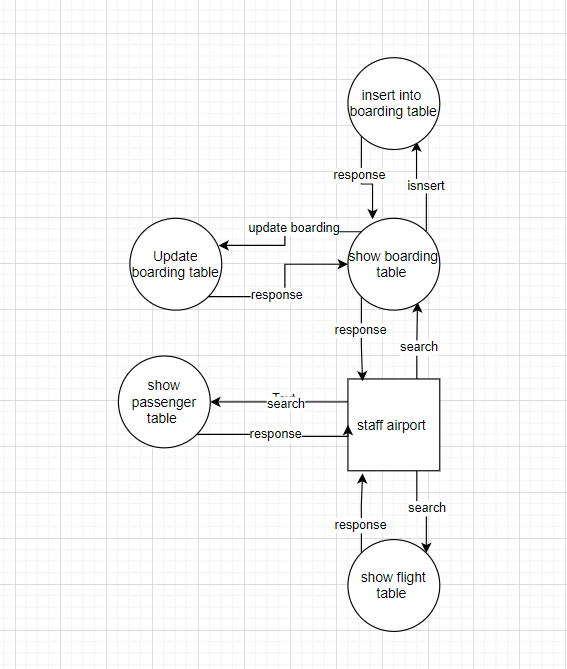 insert into
boarding table
response
isnsert
update boarding
Update
boarding table
show boarding
table
response
response
search
show
passenger
table
search
staff airport
response
search
response
show flight
table